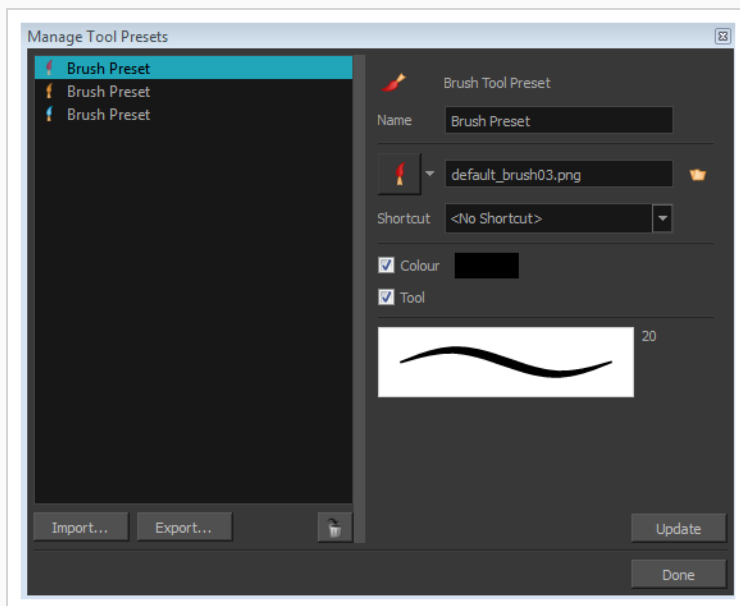 Manage Tool Presets
Brush Preset
Brush Preset
Brush Preset
Brush Tool Preset
Name Brush Preset
default_brush03.png
Shortcut <No Shortcut>
Colour
Tool
20
Import... Export...
Update
Done